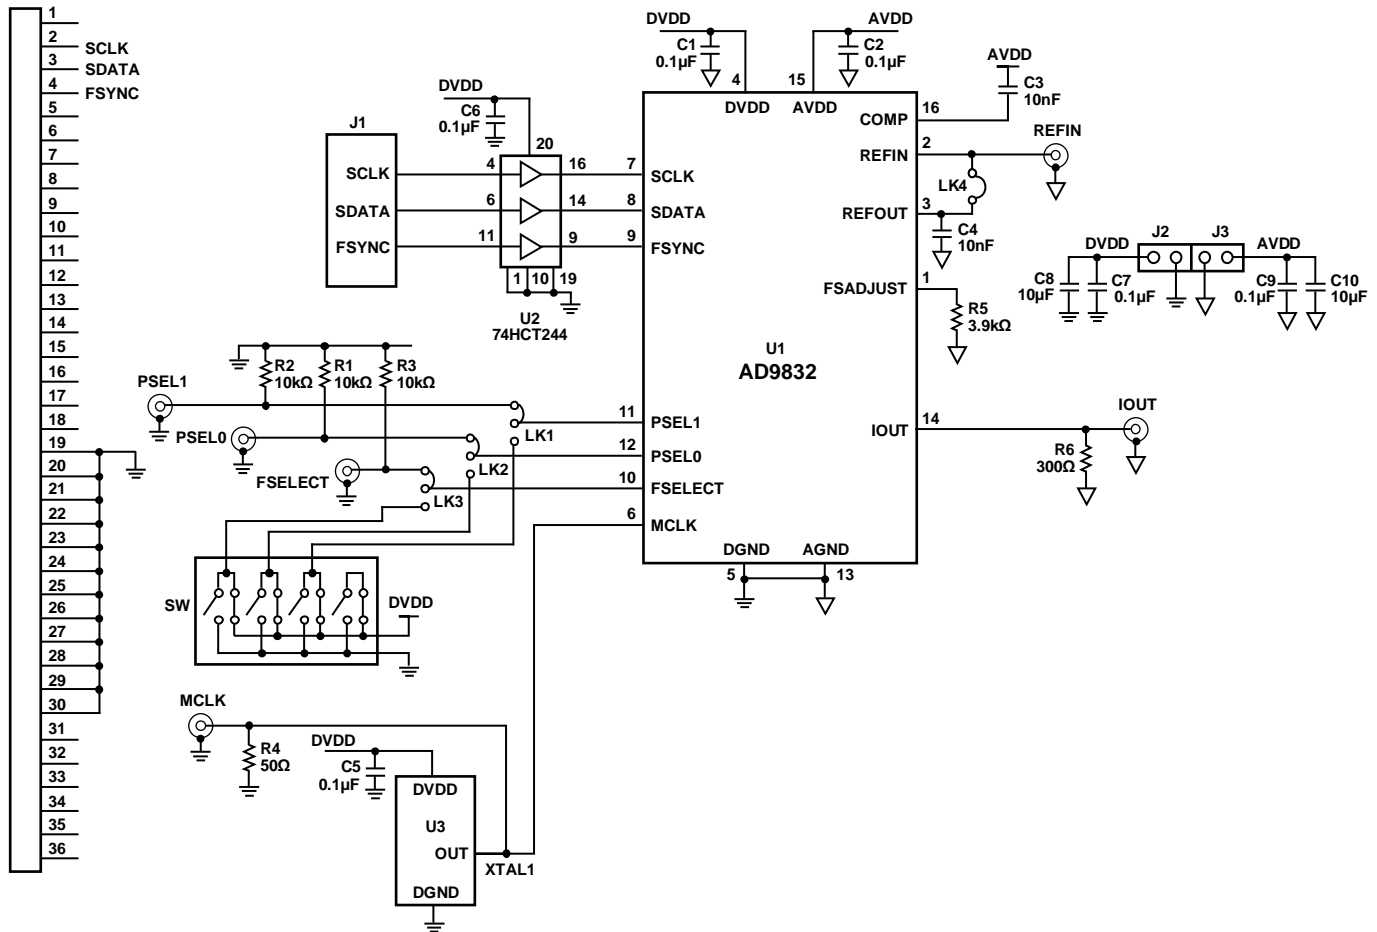 1
2
SCLK
3
SDATA
4
FSYNC
5
6
7
8
9
10
11
12
13
14
15
16
17
18
19
20
21
22
23
24
25
26
27
28
29
30
31
32
33
34
35
36
J1
SCLK
SDATA
FSYNC
DVDD
C6
0.1µF
20
4
16
6
14
11
9
1
10
19
U2
74HCT244
DVDD
C1
0.1µF
4
DVDD
AVDD
C2
0.1µF
15
AVDD
AVDD
C3
10nF
16
COMP
REFIN
2
REFIN
LK4
3
REFOUT
C4
10nF
1
FSADJUST
R5
3.9kΩ
7
SCLK
8
SDATA
9
FSYNC
U1
AD9832
11
PSEL1
12
PSEL0
10
FSELECT
6
MCLK
14
IOUT
IOUT
R6
300Ω
DGND
5
AGND
13
J2
J3
DVDD
AVDD
C8
10µF
C7
0.1µF
C9
0.1µF
C10
10µF
R2
10kΩ
R1
10kΩ
R3
10kΩ
PSEL1
PSEL0
FSELECT
LK1
LK2
LK3
SW
DVDD
MCLK
R4
50Ω
DVDD
C5
0.1µF
DVDD
U3
OUT
DGND
XTAL1